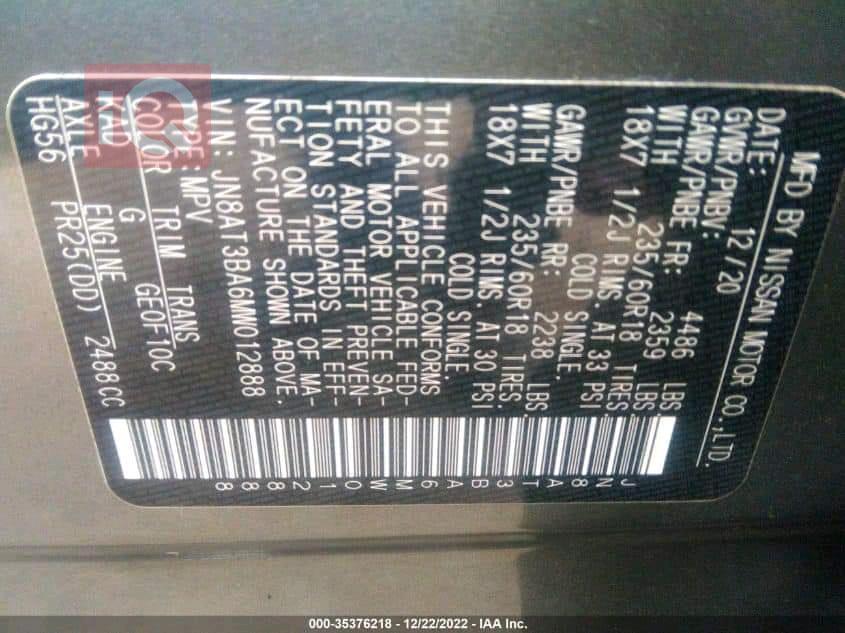 MFD BY NISSAN MOTOR CO.,LTD.
DATE: 12/20
GVWR/PNBV: 4486 LBS.
GAWR/PNBE FR: 2359 LBS.
WITH 235/60R18 TIRES.
18X7 1/2J RIMS. AT 33 PSI
COLD SINGLE.
GAWR/PNBE RR: 2238 LBS.
WITH 235/60R18 TIRES.
18X7 1/2J RIMS. AT 30 PSI
COLD SINGLE.
THIS VEHICLE CONFORMS
TO ALL APPLICABLE FED-
ERAL MOTOR VEHICLE SA-
FETY AND THEFT PREVEN-
TION STANDARDS IN EFF-
ECT ON THE DATE OF MA-
NUFACTURE SHOWN ABOVE.
VIN: JN8AT3BA6MW012888
TYPE: MPV
COLOR TRIM TRANS
KAD G GE0F10C
AXLE ENGINE
HG56 PR25(DD) 2488CC
JN8AT3BA6MW012888
iQ
000-35376218 - 12/22/2022 - IAA Inc.